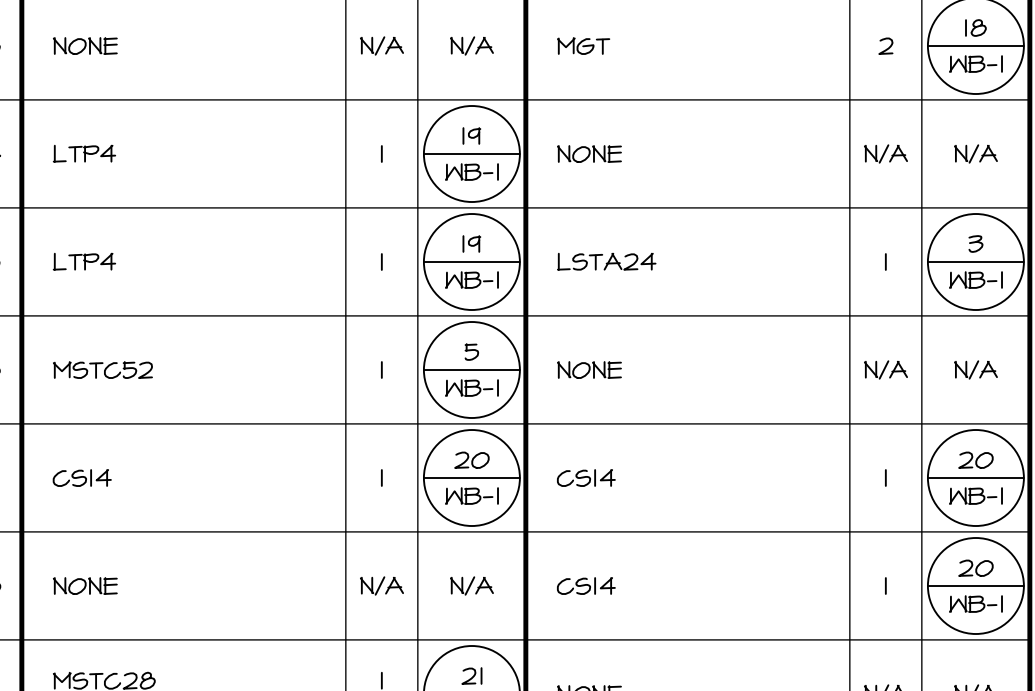 NONE N/A N/A MGT 2 18
WB-1
LTP4 1 19
WB-1 NONE N/A N/A
LTP4 1 19
WB-1 LSTA24 1 3
WB-1
MSTC52 1 5
WB-1 NONE N/A N/A
CS14 1 20
WB-1 CS14 1 20
WB-1
NONE N/A N/A CS14 1 20
WB-1
MSTC28 1 21
NONE N/A N/A